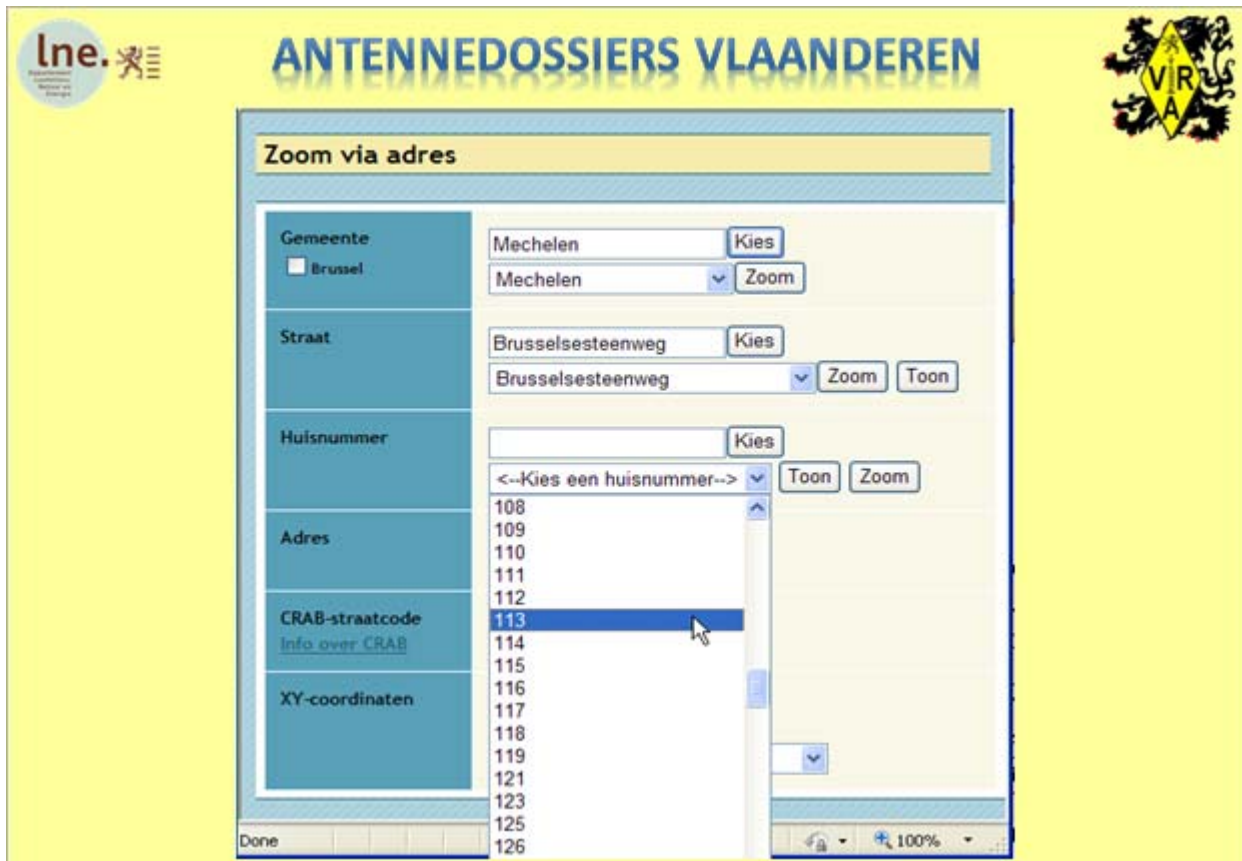 lne.
ANTENNEDOSSIERS VLAANDEREN
V R
A
Zoom via adres
Gemeente
Brussel
Mechelen Kies
Mechelen Zoom
Straat
Brusselsesteenweg Kies
Brusselsesteenweg Zoom Toon
Huisnummer
Kies
<--Kies een huisnummer--> Toon Zoom
108
109
110
111
112
113
114
115
116
117
118
119
121
123
125
126
Adres
CRAB-straatcode
Info over CRAB
XY-coordinaten
Done
100%